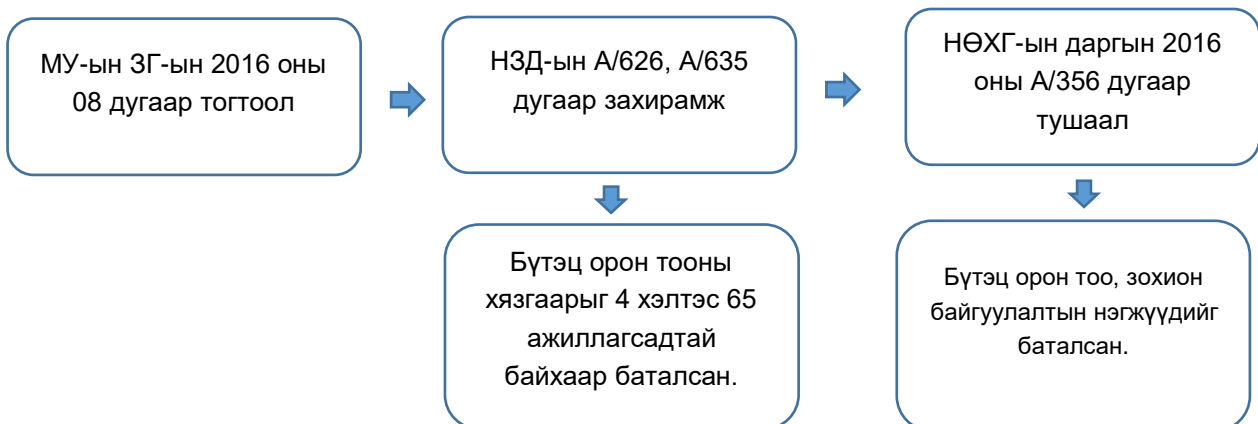 МУ-ын ЗГ-ын 2016 оны
08 дугаар тогтоол
НЗД-ын А/626, А/635
дугаар захирамж
НӨХГ-ын даргын 2016
оны А/356 дугаар
тушаал
Бүтэц орон тооны
хязгаарыг 4 хэлтэс 65
ажиллагсадтай
байхаар баталсан.
Бүтэц орон тоо, зохион
байгуулалтын нэгжүүдийг
баталсан.